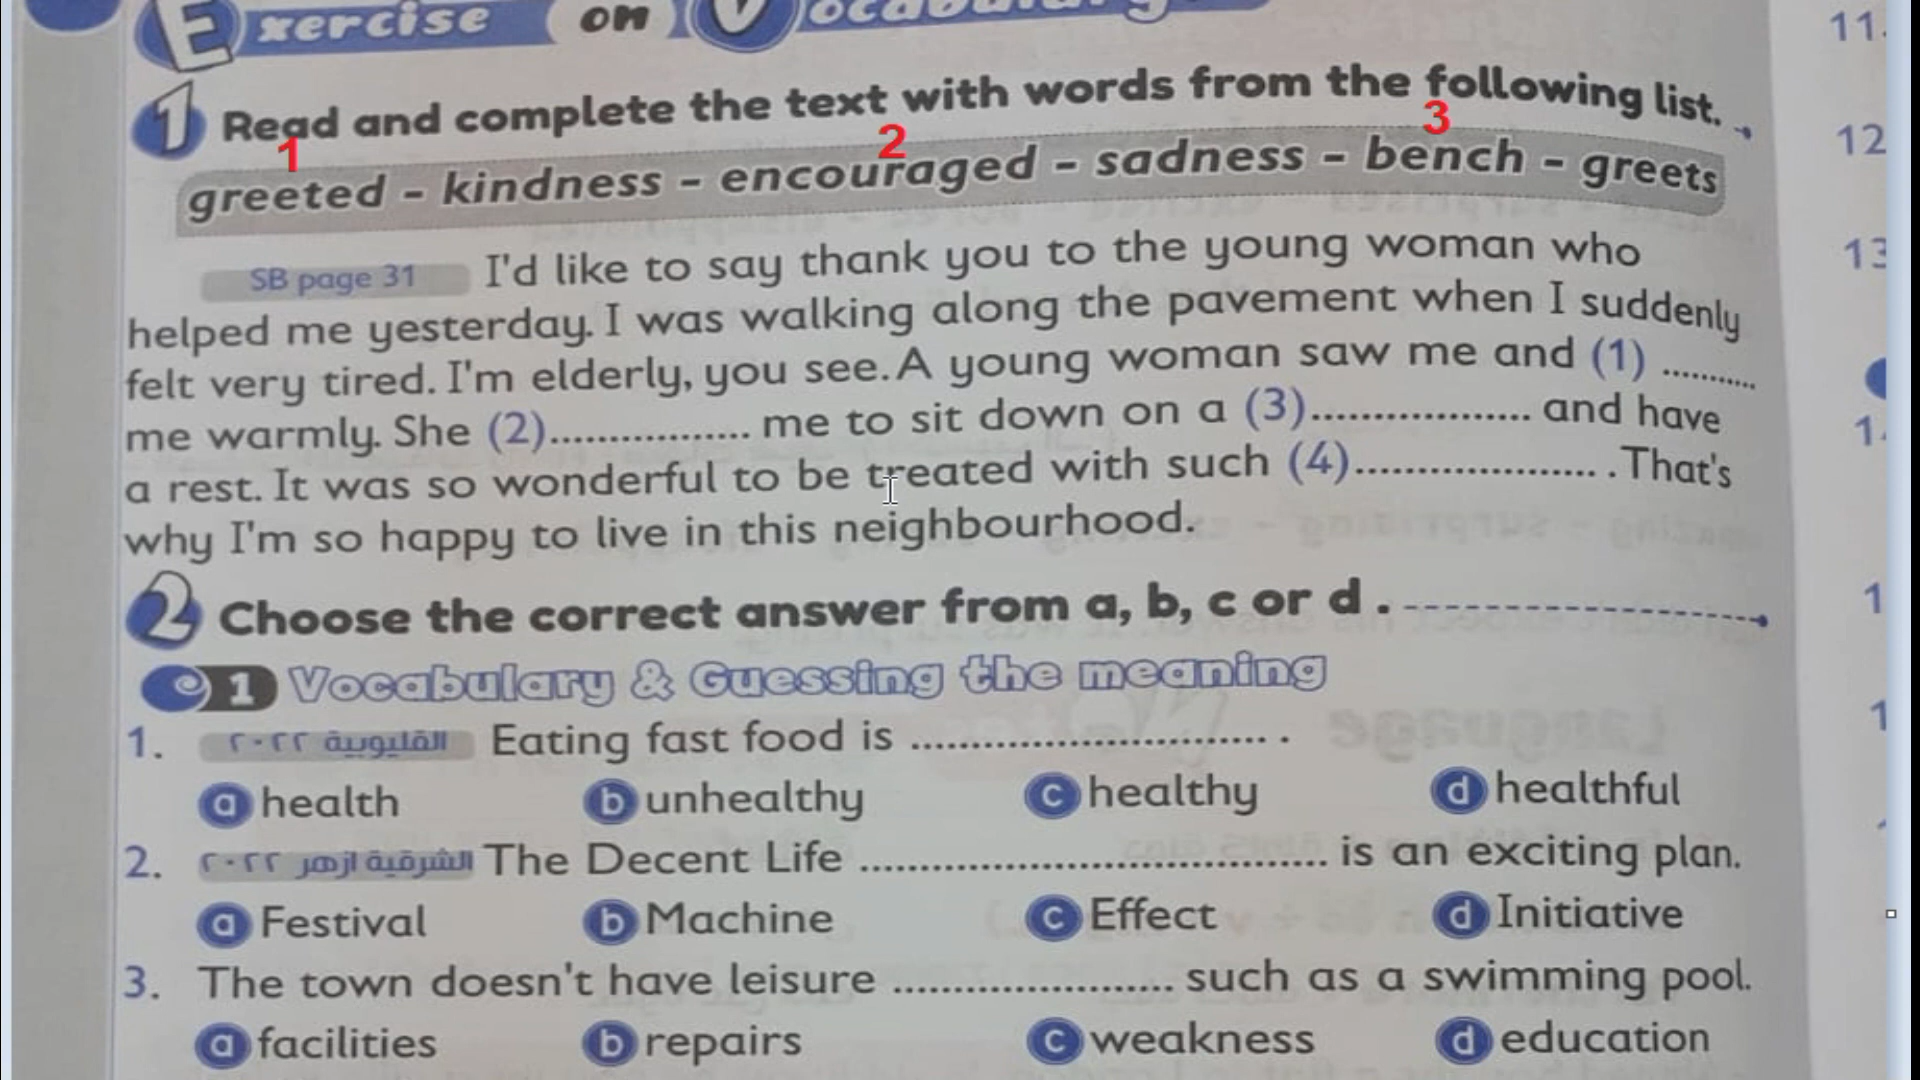 Exercise on Vocabulary
1 Read and complete the text with words from the following list.
1 2 3
greeted - kindness - encouraged - sadness - bench - greets
SB page 31 I'd like to say thank you to the young woman who
helped me yesterday. I was walking along the pavement when I suddenly
felt very tired. I'm elderly, you see. A young woman saw me and (1) ...........
me warmly. She (2)................. me to sit down on a (3)................... and have
a rest. It was so wonderful to be treated with such (4)..................... . That's
why I'm so happy to live in this neighbourhood.
2 Choose the correct answer from a, b, c or d .
1 Vocabulary & Guessing the meaning
1. القليوبية ٢٠٢٢ Eating fast food is ............................... .
a health b unhealthy c healthy d healthful
2. الشرقية ازهر ٢٠٢٢ The Decent Life ........................................ is an exciting plan.
a Festival b Machine c Effect d Initiative
3. The town doesn't have leisure ........................ such as a swimming pool.
a facilities b repairs c weakness d education
11.
12
13